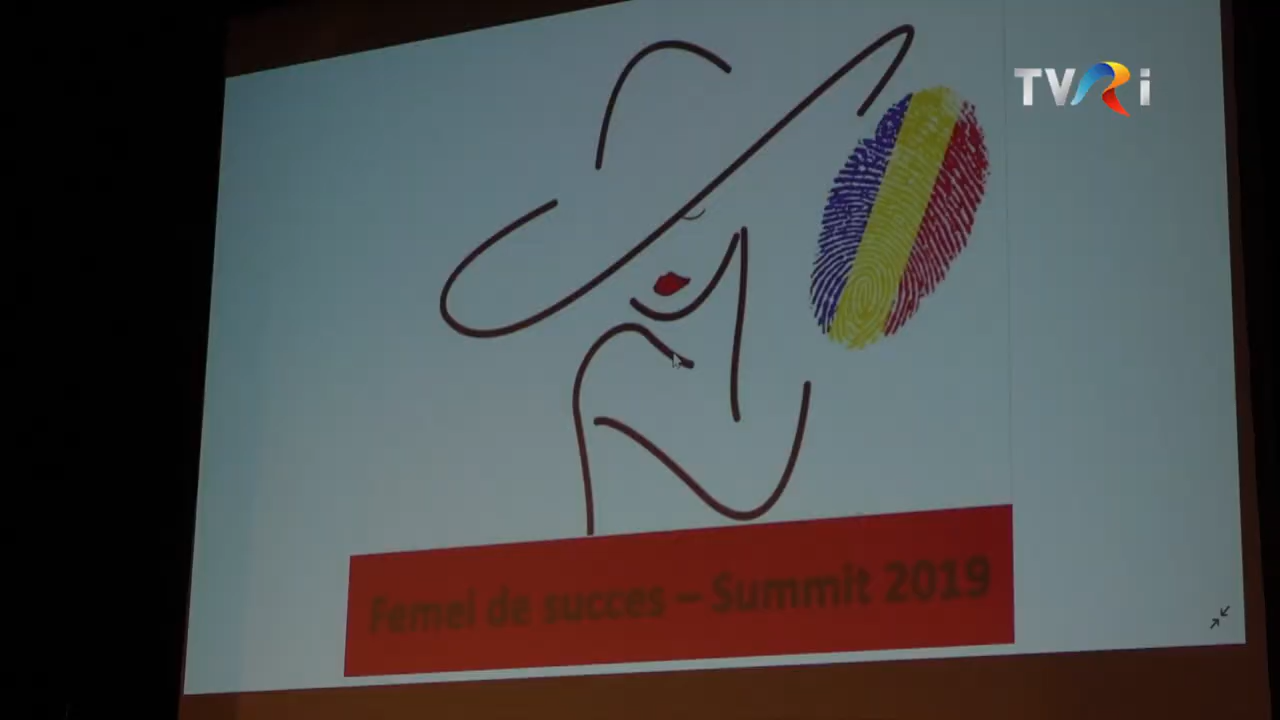 TVRi
Femei de succes – Summit 2019